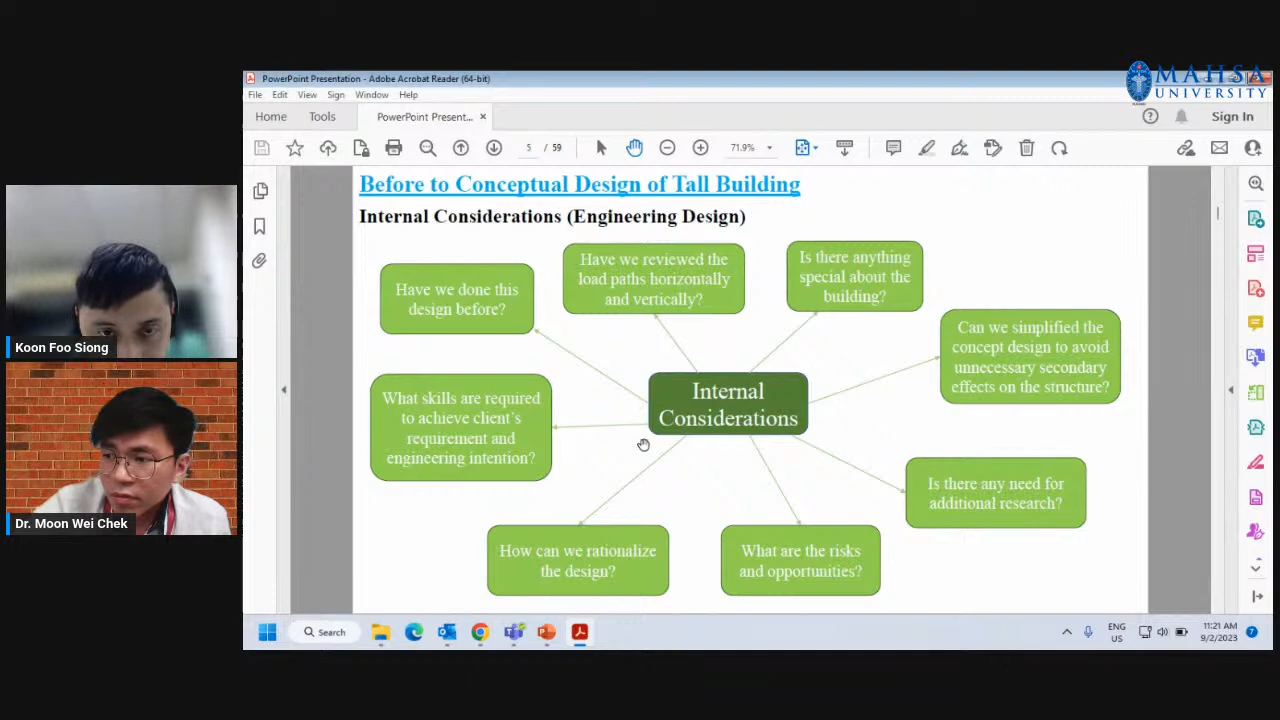 MAHSA
UNIVERSITY
PowerPoint Presentation - Adobe Acrobat Reader (64-bit)
File Edit View Sign Window Help
Home Tools PowerPoint Present... ×
Sign In
5 / 59
71.9%
Before to Conceptual Design of Tall Building
Internal Considerations (Engineering Design)
Have we done this
design before?
Have we reviewed the
load paths horizontally
and vertically?
Is there anything
special about the
building?
Can we simplified the
concept design to avoid
unnecessary secondary
effects on the structure?
What skills are required
to achieve client's
requirement and
engineering intention?
Internal
Considerations
Is there any need for
additional research?
How can we rationalize
the design?
What are the risks
and opportunities?
Koon Foo Siong
Dr. Moon Wei Chek
Search
ENG
US
11:21 AM
9/2/2023
7